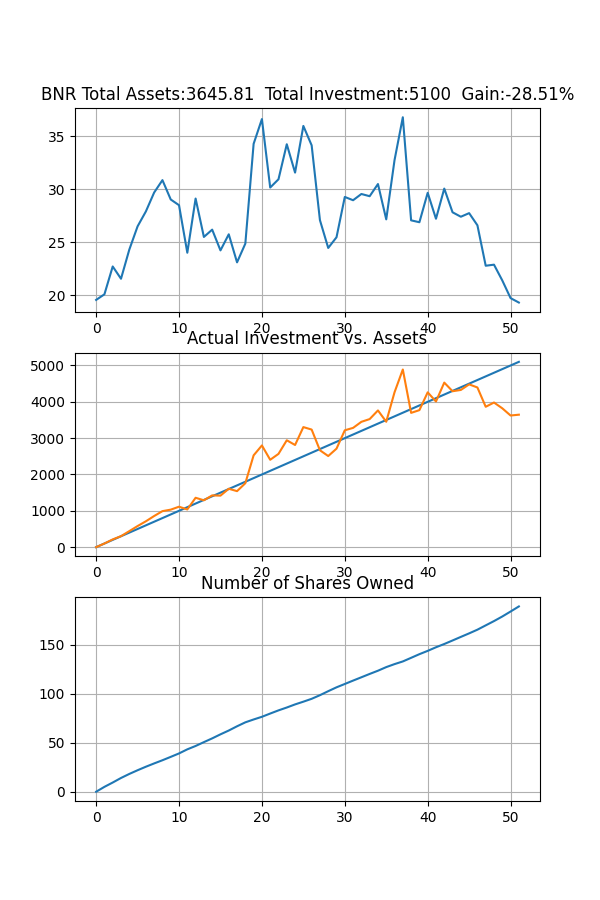 BNR Total Assets:3645.81  Total Investment:5100  Gain:-28.51%
35
30
25
20
0 10 20 30 40 50
Actual Investment vs. Assets
5000
4000
3000
2000
1000
0
0 10 20 30 40 50
Number of Shares Owned
150
100
50
0
0 10 20 30 40 50